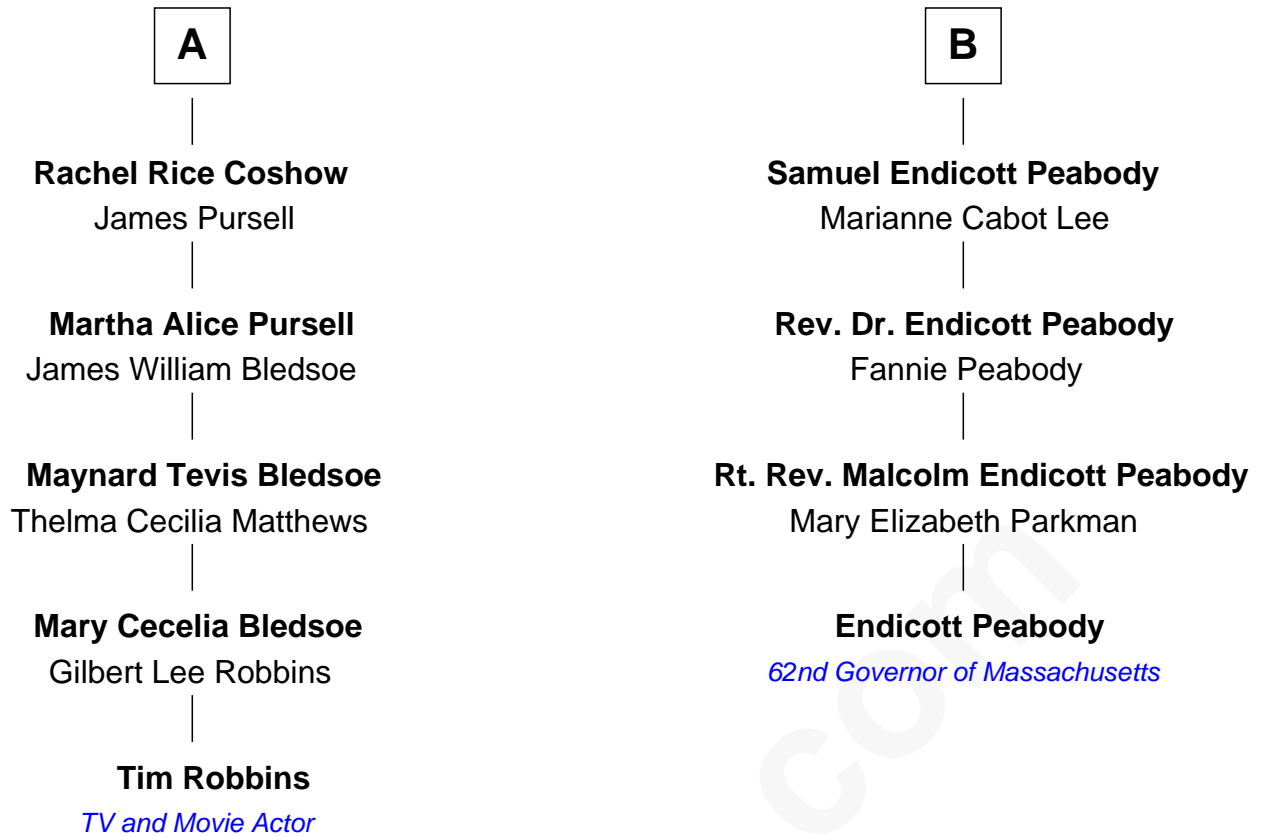 A
Rachel Rice Coshow
James Pursell
Martha Alice Pursell
James William Bledsoe
Maynard Tevis Bledsoe
Thelma Cecilia Matthews
Mary Cecelia Bledsoe
Gilbert Lee Robbins
Tim Robbins
TV and Movie Actor
B
Samuel Endicott Peabody
Marianne Cabot Lee
Rev. Dr. Endicott Peabody
Fannie Peabody
Rt. Rev. Malcolm Endicott Peabody
Mary Elizabeth Parkman
Endicott Peabody
62nd Governor of Massachusetts
com